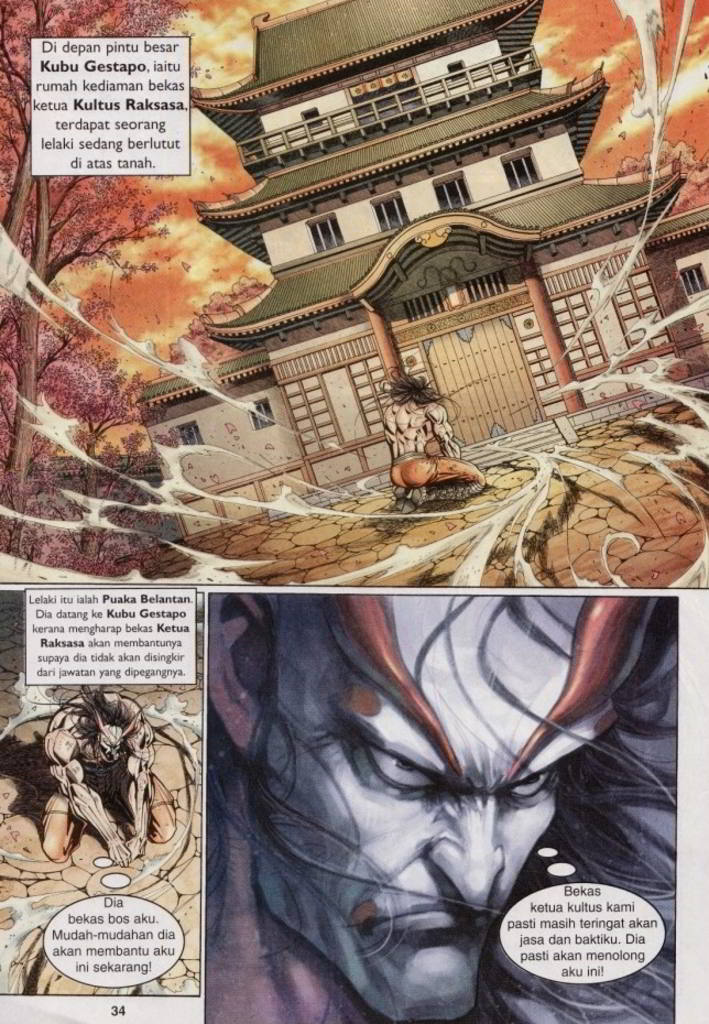 Di depan pintu besar
Kubu Gestapo, iaitu
rumah kediaman bekas
ketua Kultus Raksasa,
terdapat seorang
lelaki sedang berlutut
di atas tanah.
Lelaki itu ialah Puaka Belantan.
Dia datang ke Kubu Gestapo
kerana mengharap bekas Ketua
Raksasa akan membantunya
supaya dia tidak akan disingkir
dari jawatan yang dipegangnya.
Dia
bekas bos aku.
Mudah-mudahan dia
akan membantu aku
ini sekarang!
Bekas
ketua kultus kami
pasti masih teringat akan
jasa dan baktiku. Dia
pasti akan menolong
aku ini!
34